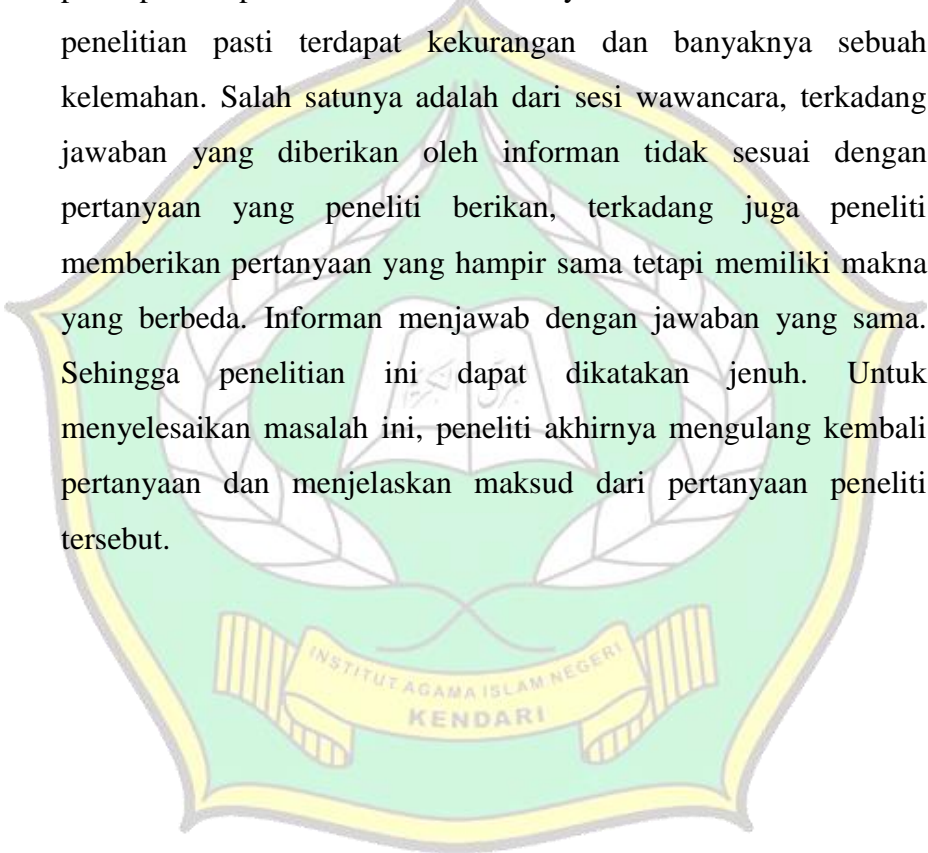 penelitian pasti terdapat kekurangan dan banyaknya sebuah
kelemahan. Salah satunya adalah dari sesi wawancara, terkadang
jawaban yang diberikan oleh informan tidak sesuai dengan
pertanyaan yang peneliti berikan, terkadang juga peneliti
memberikan pertanyaan yang hampir sama tetapi memiliki makna
yang berbeda. Informan menjawab dengan jawaban yang sama.
Sehingga penelitian ini dapat dikatakan jenuh. Untuk
menyelesaikan masalah ini, peneliti akhirnya mengulang kembali
pertanyaan dan menjelaskan maksud dari pertanyaan peneliti
tersebut.
INSTITUT AGAMA ISLAM NEGERI
KENDARI